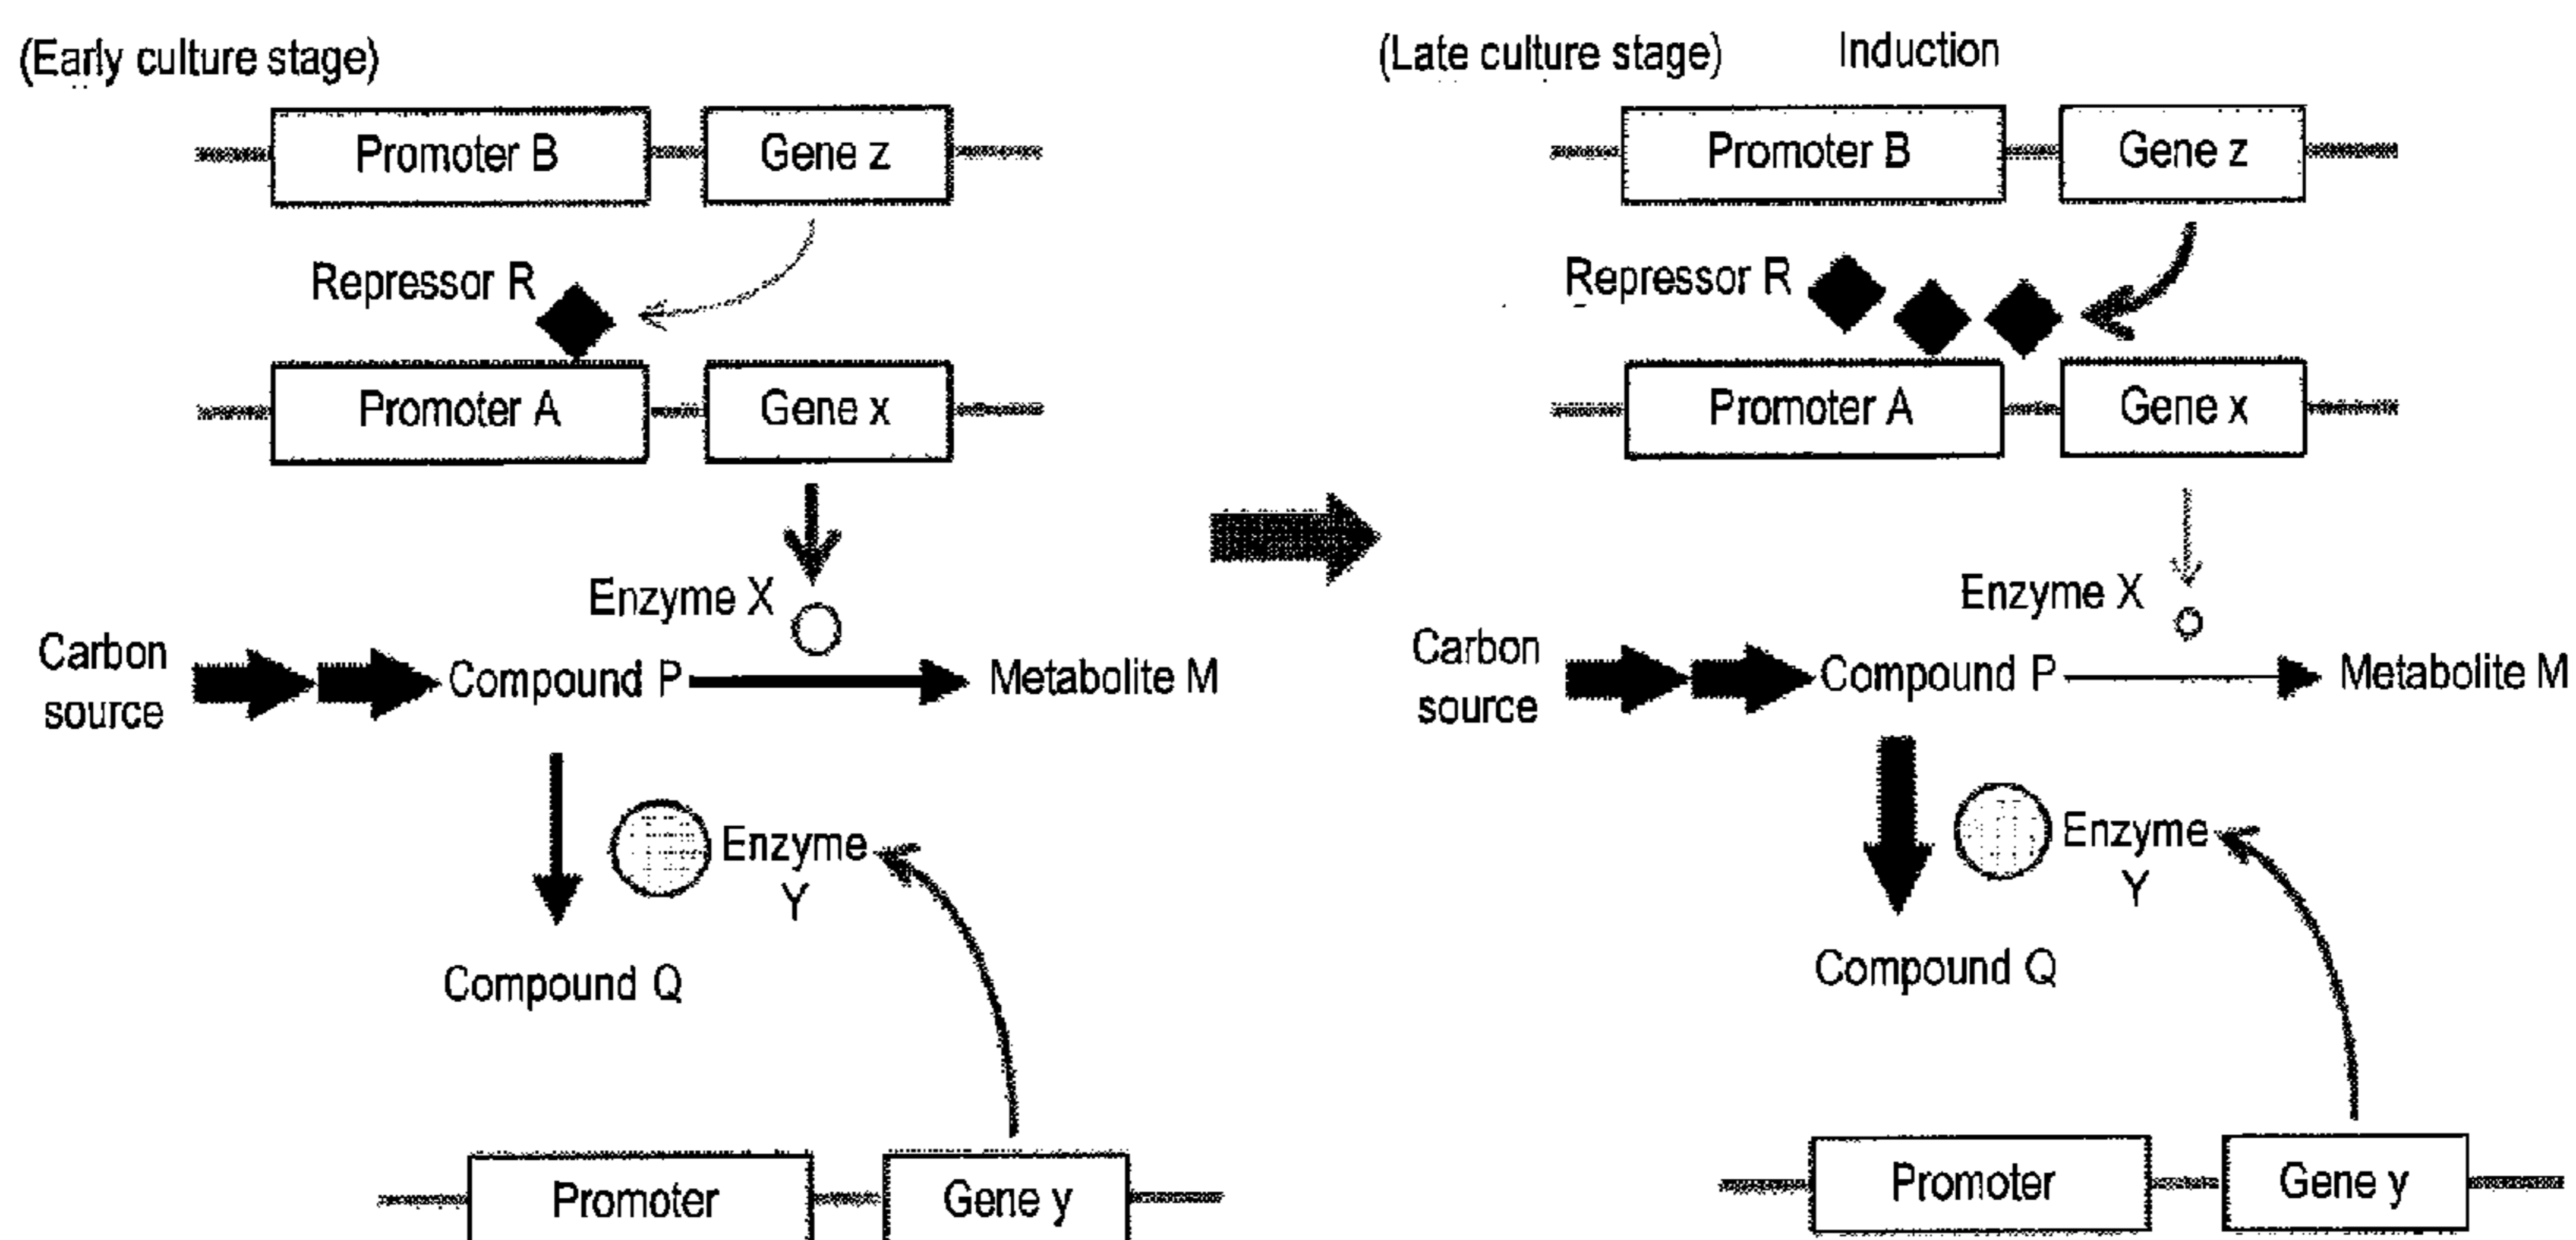 (Early culture stage)
Promoter B
Gene z
Repressor R
Promoter A
Gene x
Enzyme X
Carbon
source
Compound P
Metabolite M
Enzyme
Y
Compound Q
Promoter
Gene y
(Late culture stage)
Induction
Promoter B
Gene z
Repressor R
Promoter A
Gene x
Enzyme X
Carbon
source
Compound P
Metabolite M
Enzyme
Y
Compound Q
Promoter
Gene y